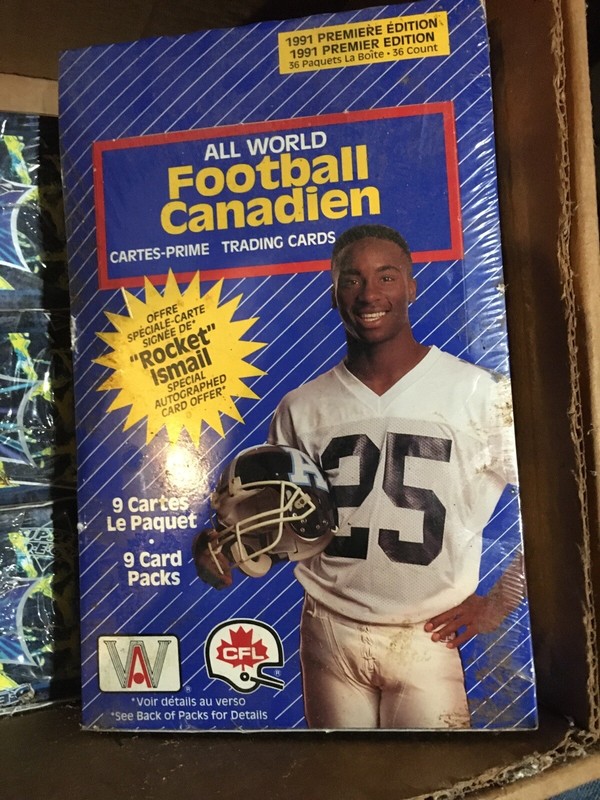 1991 PREMIERE ÉDITION
1991 PREMIER EDITION
36 Paquets La Boîte • 36 Count
ALL WORLD
Football
Canadien
CARTES-PRIME TRADING CARDS
OFFRE
SPÉCIALE-CARTE
SIGNÉE DE*
"Rocket"
Ismail
SPECIAL
AUTOGRAPHED
CARD OFFER*
25
9 Cartes
Le Paquet
•
9 Card
Packs
AW
CFL
®
®
*Voir détails au verso
*See Back of Packs for Details